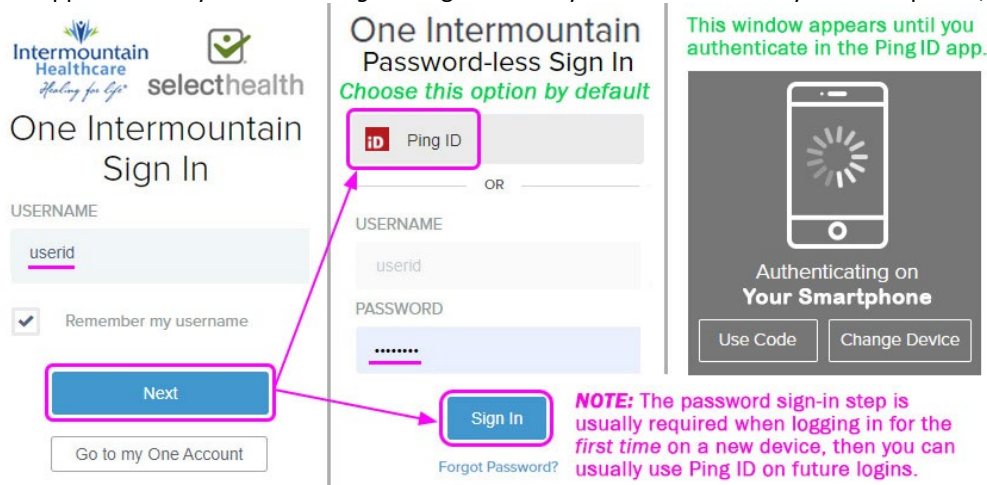 Intermountain
Healthcare
Healing for life®
selecthealth
One Intermountain
Sign In
USERNAME
userid
Remember my username
Next
Go to my One Account
One Intermountain
Password-less Sign In
Choose this option by default
iD Ping ID
OR
USERNAME
userid
PASSWORD
••••••••
Sign In
Forgot Password?
This window appears until you
authenticate in the Ping ID app.
Authenticating on
Your Smartphone
Use Code
Change Device
NOTE: The password sign-in step is
usually required when logging in for the
first time on a new device, then you can
usually use Ping ID on future logins.